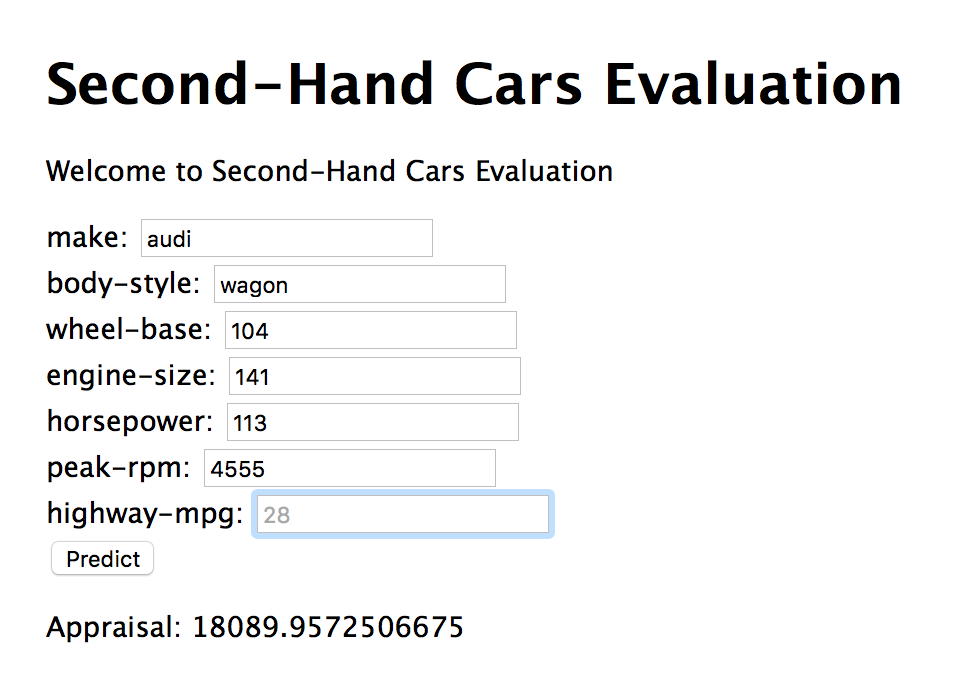 Second-Hand Cars Evaluation
Welcome to Second-Hand Cars Evaluation
make: audi
body-style: wagon
wheel-base: 104
engine-size: 141
horsepower: 113
peak-rpm: 4555
highway-mpg: 28
Predict
Appraisal: 18089.9572506675